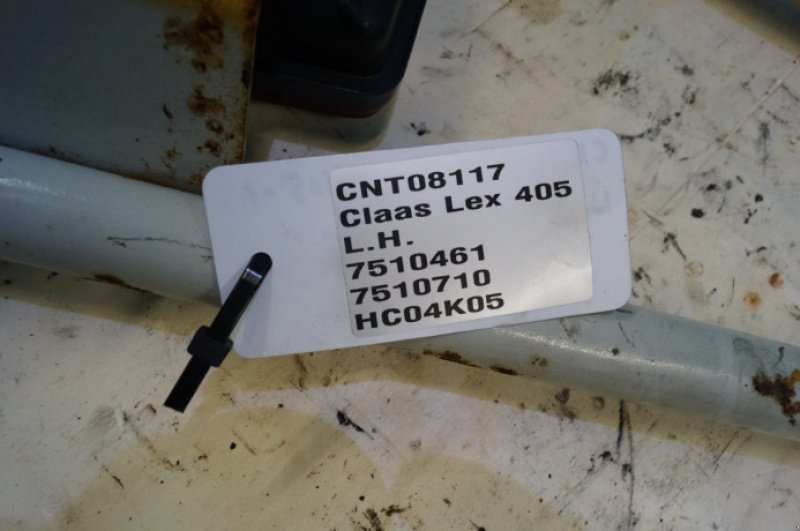 CNT08117
Claas Lex 405
L.H.
7510461
7510710
HC04K05